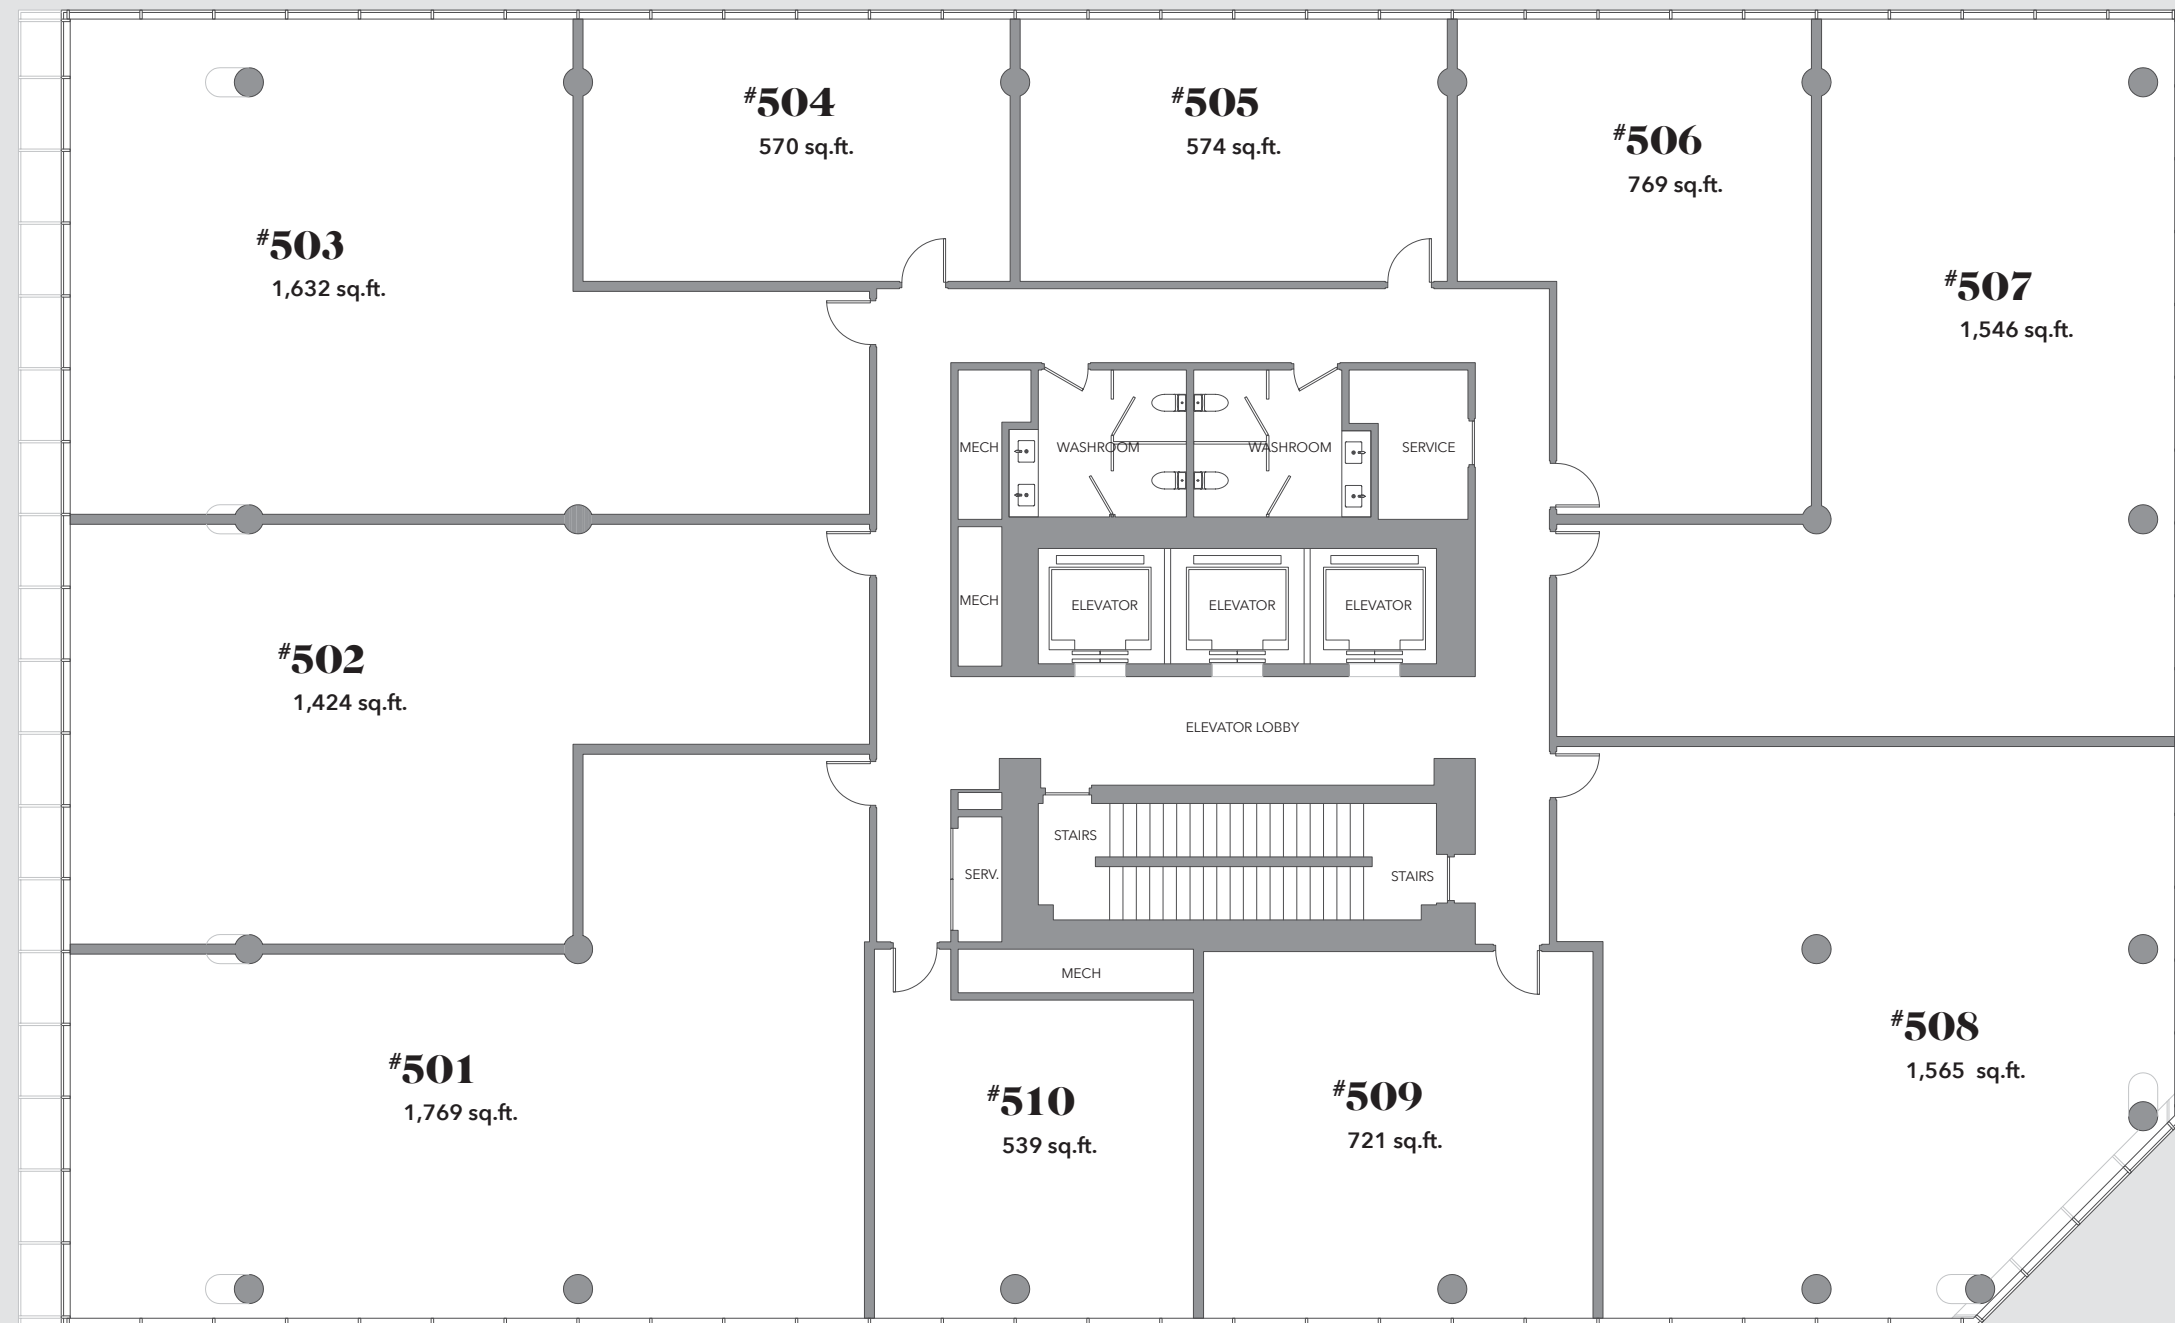 #504
570 sq.ft.
#505
574 sq.ft.
#506
769 sq.ft.
#503
1,632 sq.ft.
#507
1,546 sq.ft.
MECH
WASHROOM
WASHROOM
SERVICE
MECH
ELEVATOR
ELEVATOR
ELEVATOR
#502
1,424 sq.ft.
ELEVATOR LOBBY
STAIRS
SERV.
STAIRS
MECH
#508
1,565 sq.ft.
#501
1,769 sq.ft.
#510
539 sq.ft.
#509
721 sq.ft.